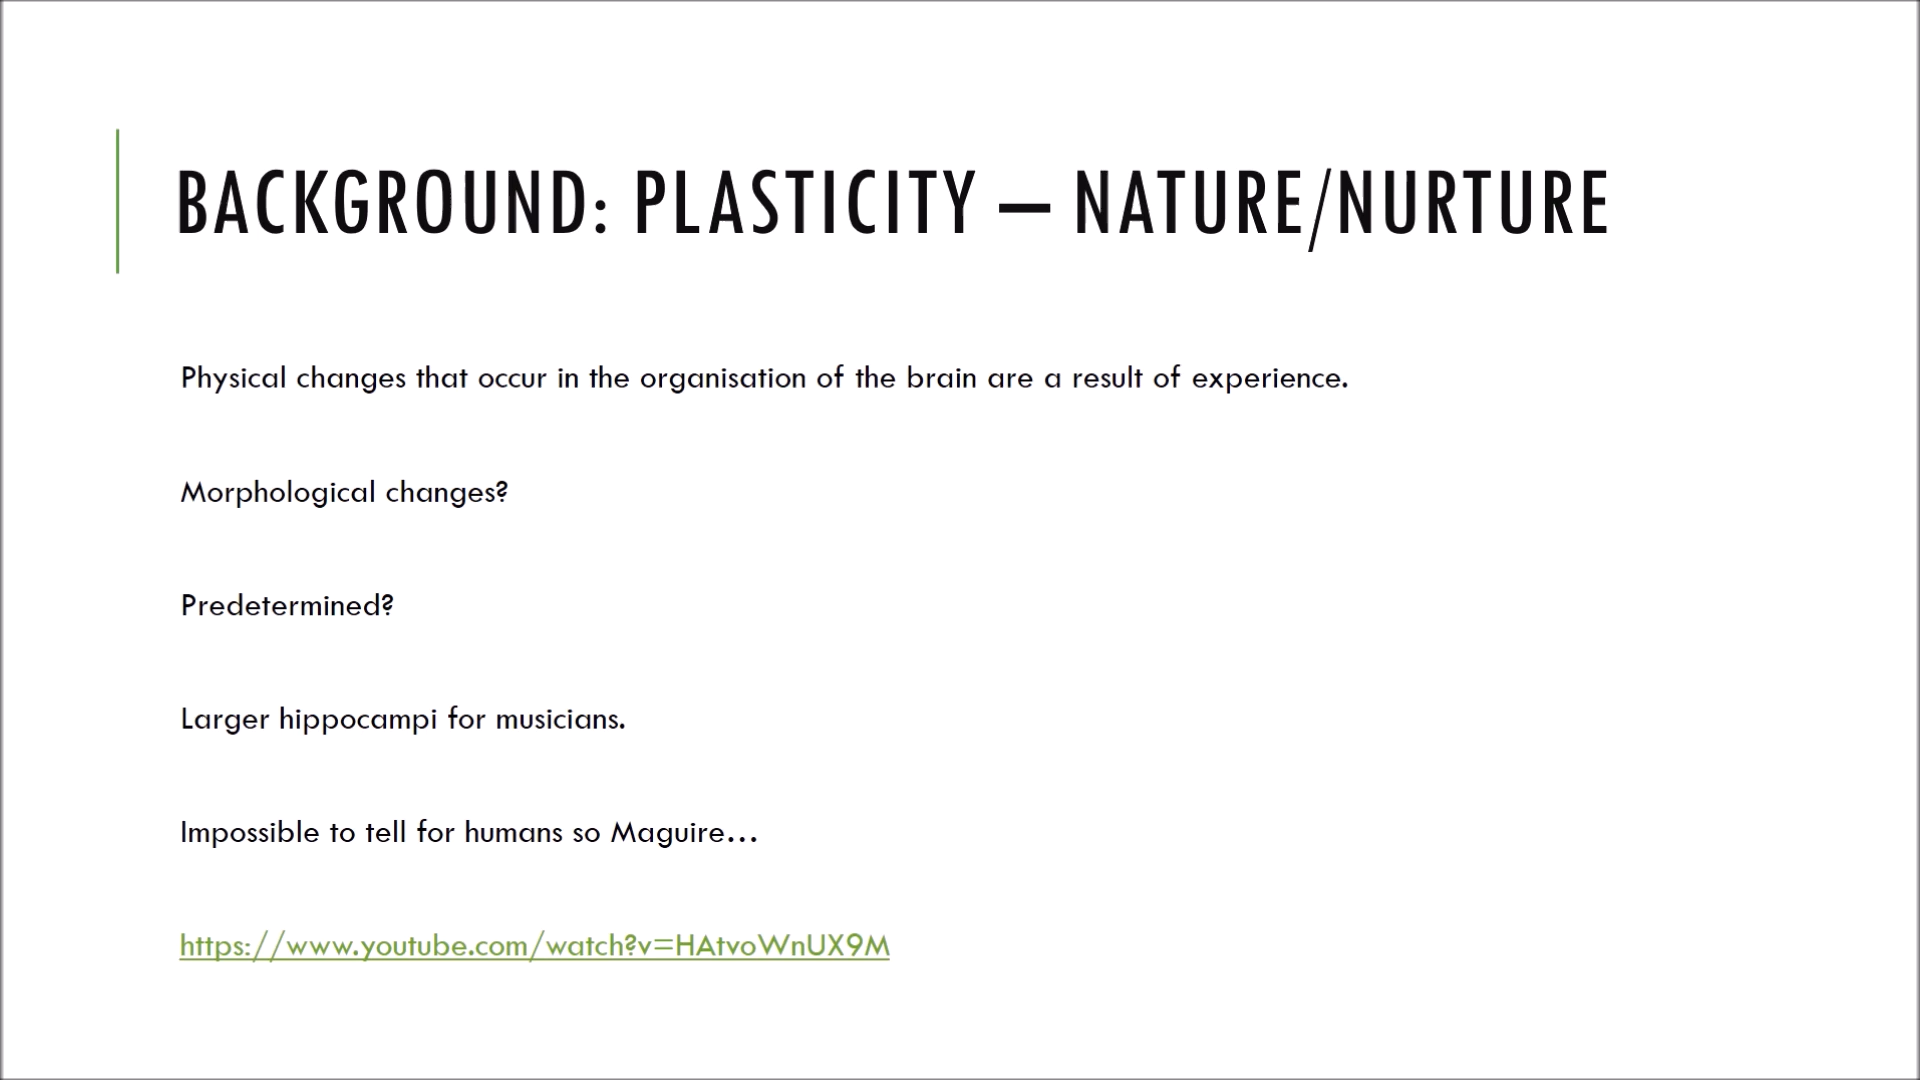 BACKGROUND: PLASTICITY – NATURE/NURTURE
Physical changes that occur in the organisation of the brain are a result of experience.
Morphological changes?
Predetermined?
Larger hippocampi for musicians.
Impossible to tell for humans so Maguire...
https://www.youtube.com/watch?v=HAtvoWnUX9M